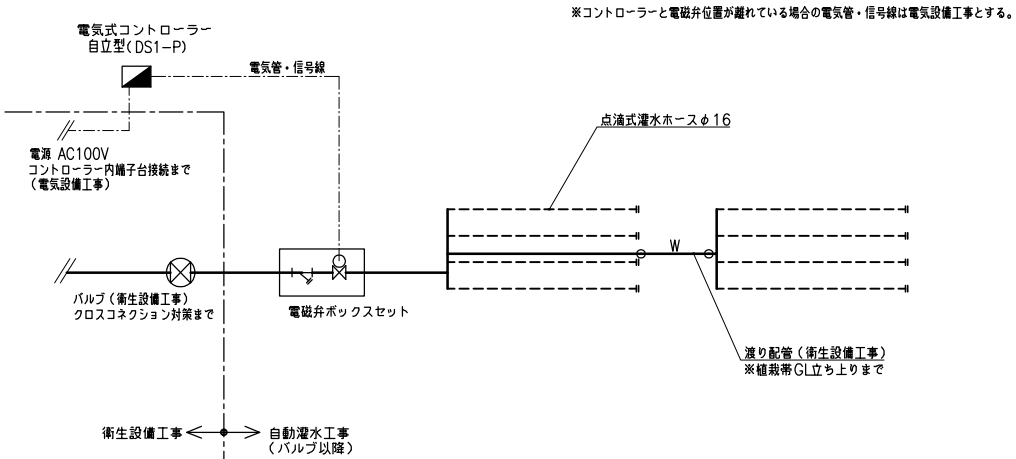 ※コントローラーと電磁弁位置が離れている場合の電気管・信号線は電気設備工事とする。
電気式コントローラー
自立型(DS1-P)
電気管・信号線
点滴式灌水ホースφ16
電源 AC100V
コントローラー内端子台接続まで
(電気設備工事)
W
バルブ(衛生設備工事)
クロスコネクション対策まで
電磁弁ボックスセット
渡り配管(衛生設備工事)
※植栽帯GL立ち上りまで
衛生設備工事
自動灌水工事
(バルブ以降)